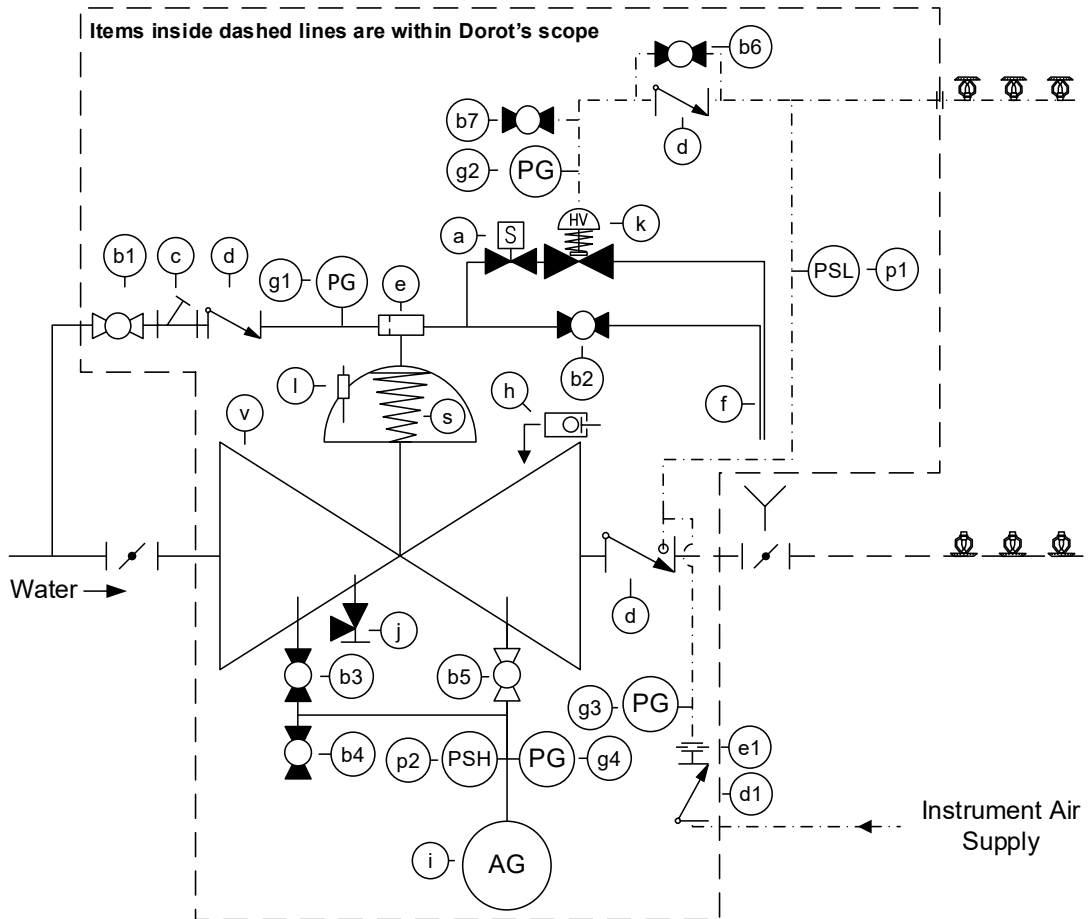 Items inside dashed lines are within Dorot's scope
b6
b7
d
g2
PG
HV
k
a
S
b1
c
d
g1
PG
e
PSL
p1
b2
l
s
h
f
v
Water
d
j
b3
b5
g3
PG
b4
p2
PSH
PG
g4
e1
d1
Instrument Air
Supply
i
AG